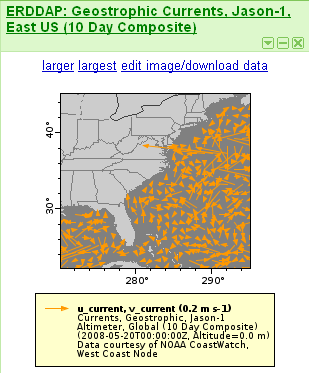 ERDDAP: Geostrophic Currents, Jason-1,
East US (10 Day Composite)
larger largest edit image/download data
40°
30°
280° 290°
u_current, v_current (0.2 m s-1)
Currents, Geostrophic, Jason-1
Altimeter, Global (10 Day Composite)
(2008-05-20T00:00:00Z, Altitude=0.0 m)
Data courtesy of NOAA CoastWatch,
West Coast Node